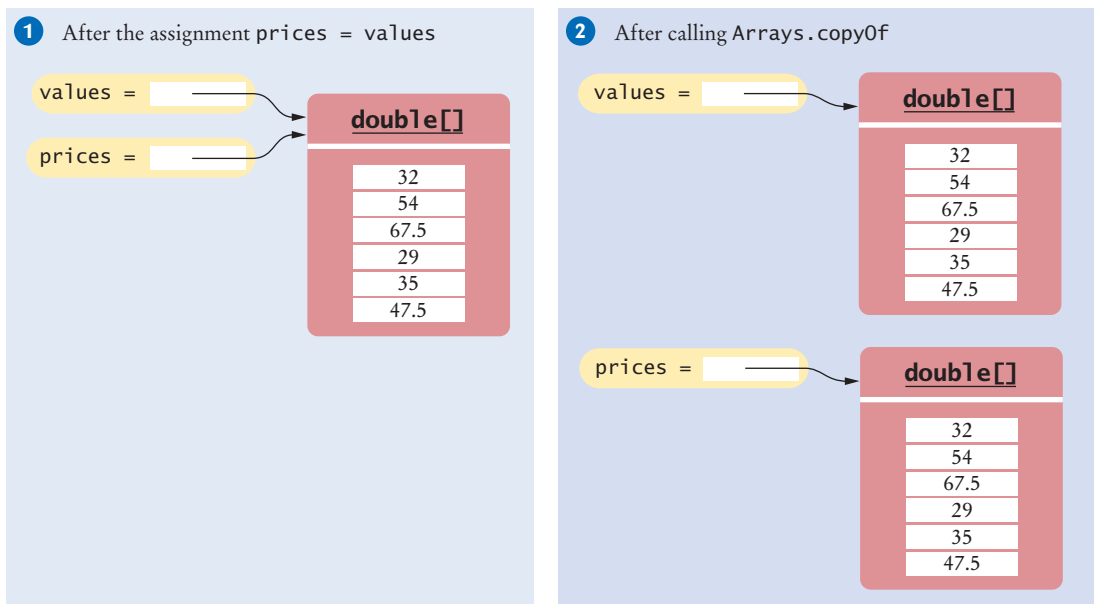 1 After the assignment prices = values
values =
prices =
double[]
32
54
67.5
29
35
47.5
2 After calling Arrays.copyOf
values =
double[]
32
54
67.5
29
35
47.5
prices =
double[]
32
54
67.5
29
35
47.5